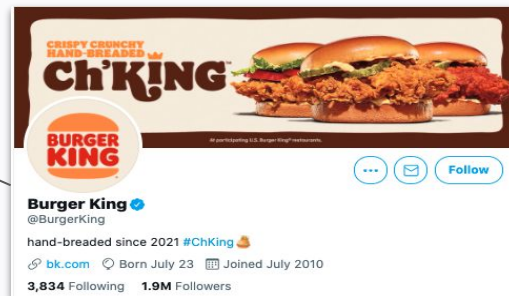 CRISPY CRUNCHY
HAND-BREADED
Ch'KING™
At participating U.S. Burger King® restaurants.
BURGER
KING
Follow
Burger King
@BurgerKing
hand-breaded since 2021 #ChKing
bk.com Born July 23 Joined July 2010
3,834 Following 1.9M Followers